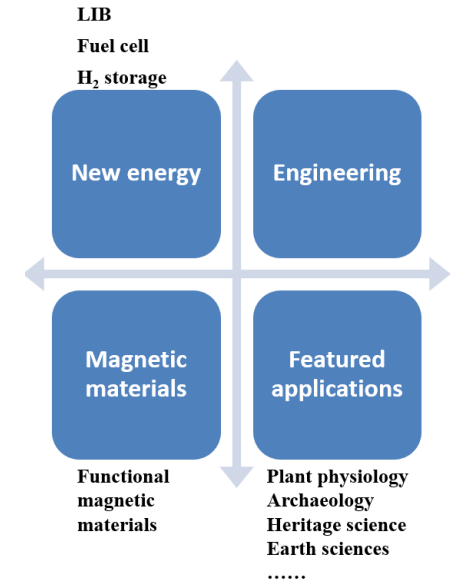 LIB
Fuel cell
H₂ storage
New energy
Engineering
Magnetic
materials
Featured
applications
Functional
magnetic
materials
Plant physiology
Archaeology
Heritage science
Earth sciences
……